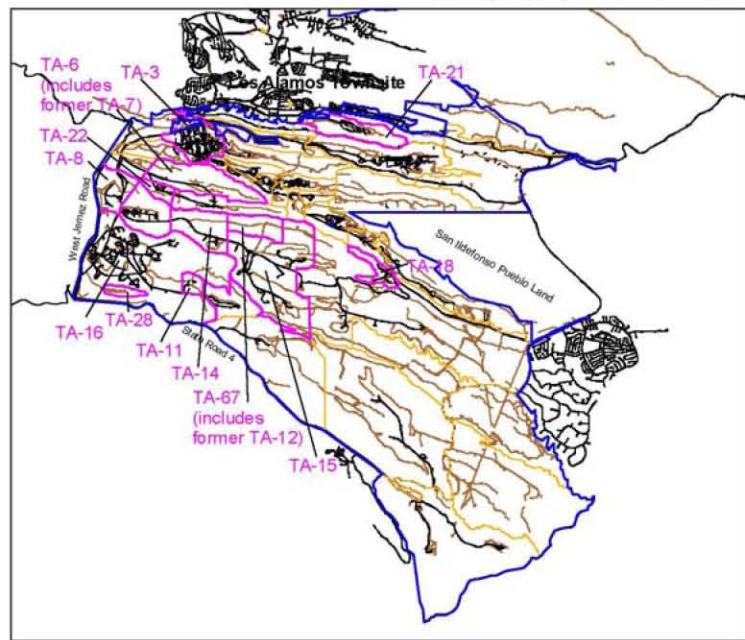 TA-6
(includes
former TA-7)
TA-3
Los Alamos Townsite
TA-21
TA-22
TA-8
West Jemez Road
San Ildefonso Pueblo Land
TA-18
TA-16
TA-28
TA-11
State Road 4
TA-14
TA-67
(includes
former TA-12)
TA-15